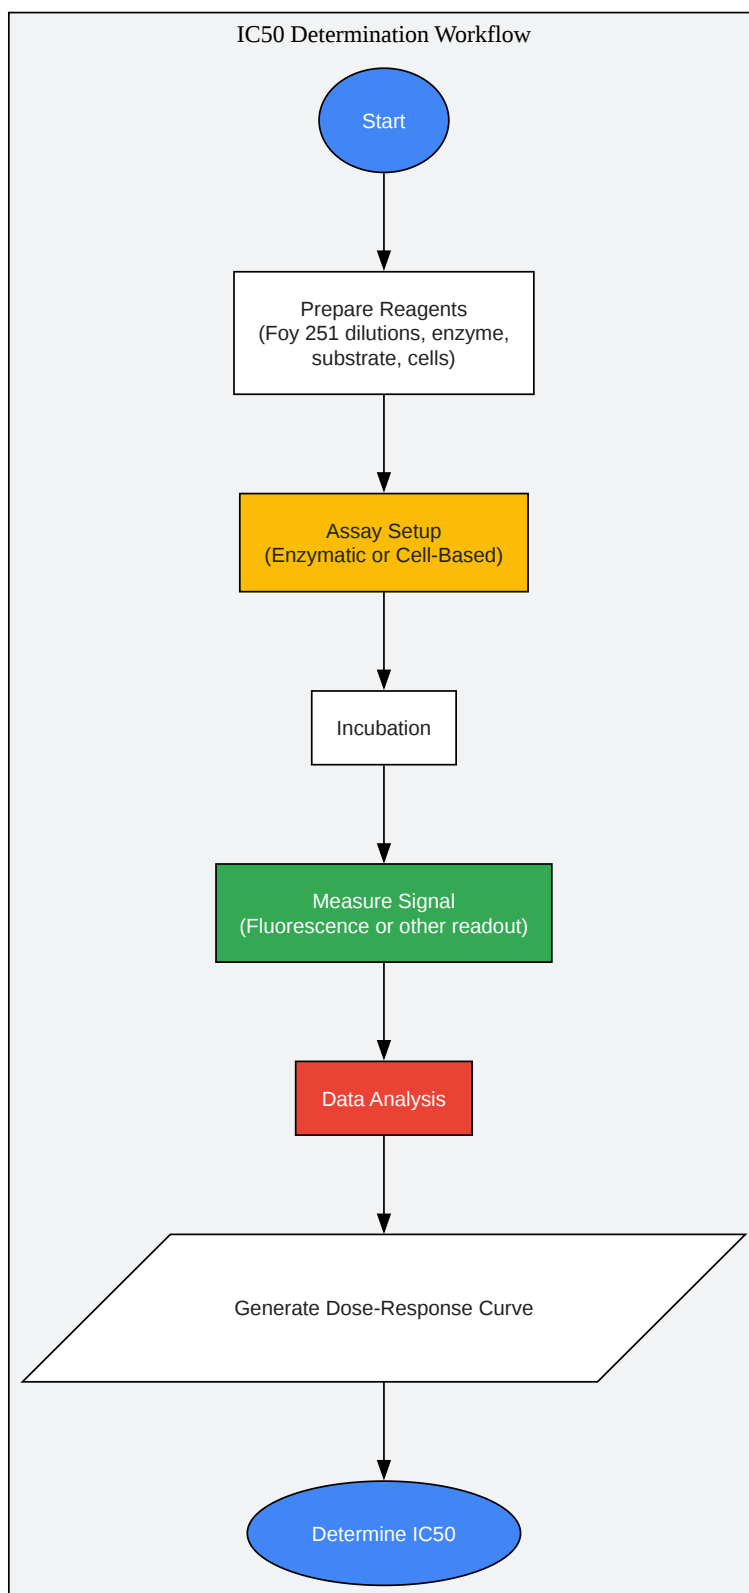 IC50 Determination Workflow
Start
Prepare Reagents
(Foy 251 dilutions, enzyme,
substrate, cells)
Assay Setup
(Enzymatic or Cell-Based)
Incubation
Measure Signal
(Fluorescence or other readout)
Data Analysis
Generate Dose-Response Curve
Determine IC50